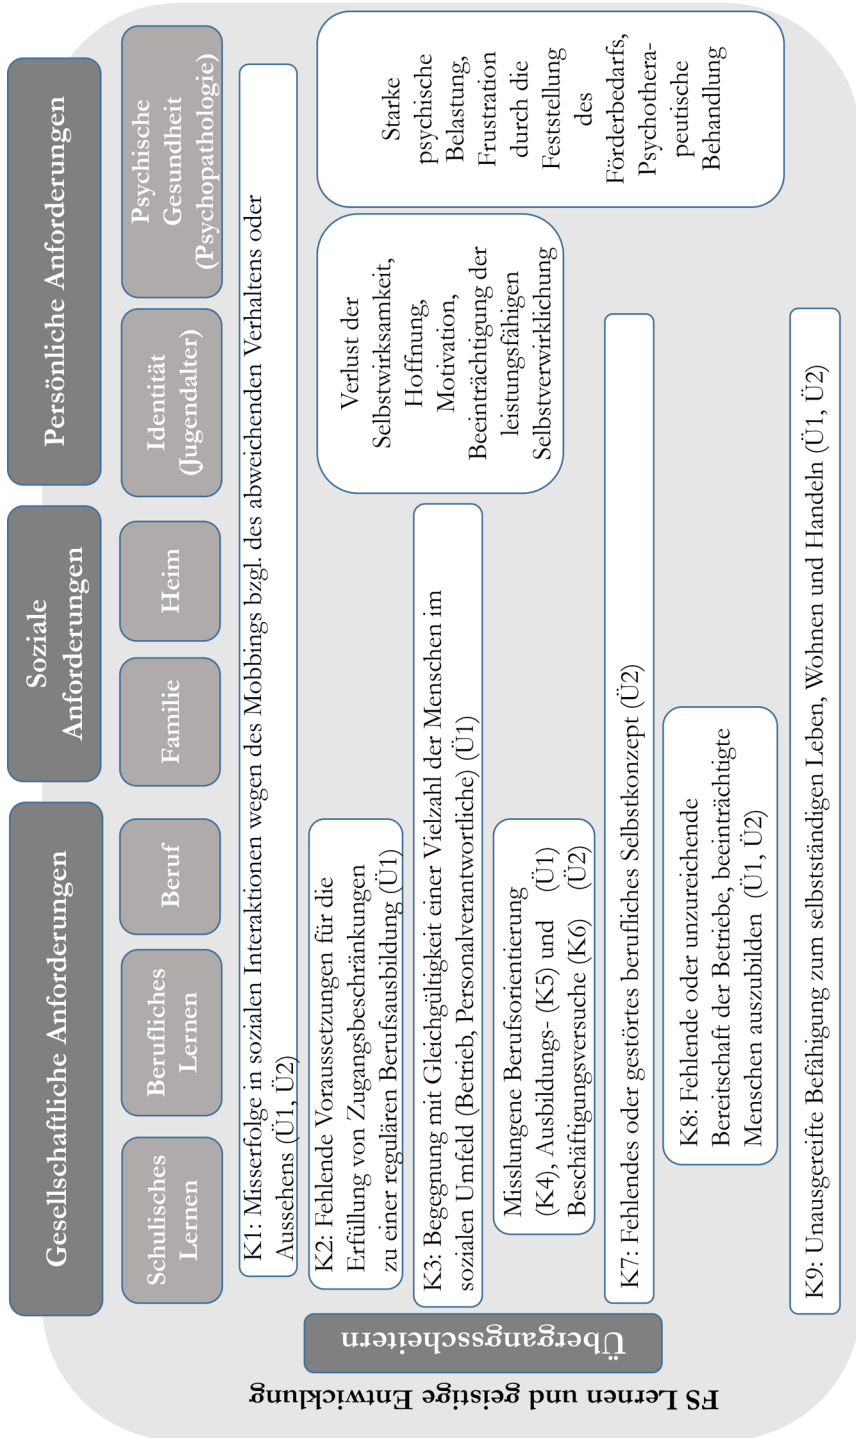 Gesellschaftliche Anforderungen
Soziale
Anforderungen
Persönliche Anforderungen
Schulisches
Lernen
Berufliches
Lernen
Beruf
Familie
Heim
Identität
(Jugendalter)
Psychische
Gesundheit
(Psychopathologie)
FS Lernen und geistige Entwicklung
Übergangsscheitern
K1: Misserfolge in sozialen Interaktionen wegen des Mobbings bzgl. des abweichenden Verhaltens oder
Aussehens (Ü1, Ü2)
K2: Fehlende Voraussetzungen für die
Erfüllung von Zugangsbeschränkungen
zu einer regulären Berufsausbildung (Ü1)
K3: Begegnung mit Gleichgültigkeit einer Vielzahl der Menschen im
sozialen Umfeld (Betrieb, Personalverantwortliche) (Ü1)
Misslungene Berufsorientierung
(K4), Ausbildungs- (K5) und (Ü1)
Beschäftigungsversuche (K6) (Ü2)
Verlust der
Selbstwirksamkeit,
Hoffnung,
Motivation,
Beeinträchtigung der
leistungsfähigen
Selbstverwirklichung
Starke
psychische
Belastung,
Frustration
durch die
Feststellung
des
Förderbedarfs,
Psychothera-
peutische
Behandlung
K7: Fehlendes oder gestörtes berufliches Selbstkonzept (Ü2)
K8: Fehlende oder unzureichende
Bereitschaft der Betriebe, beeinträchtigte
Menschen auszubilden (Ü1, Ü2)
K9: Unausgereifte Befähigung zum selbstständigen Leben, Wohnen und Handeln (Ü1, Ü2)